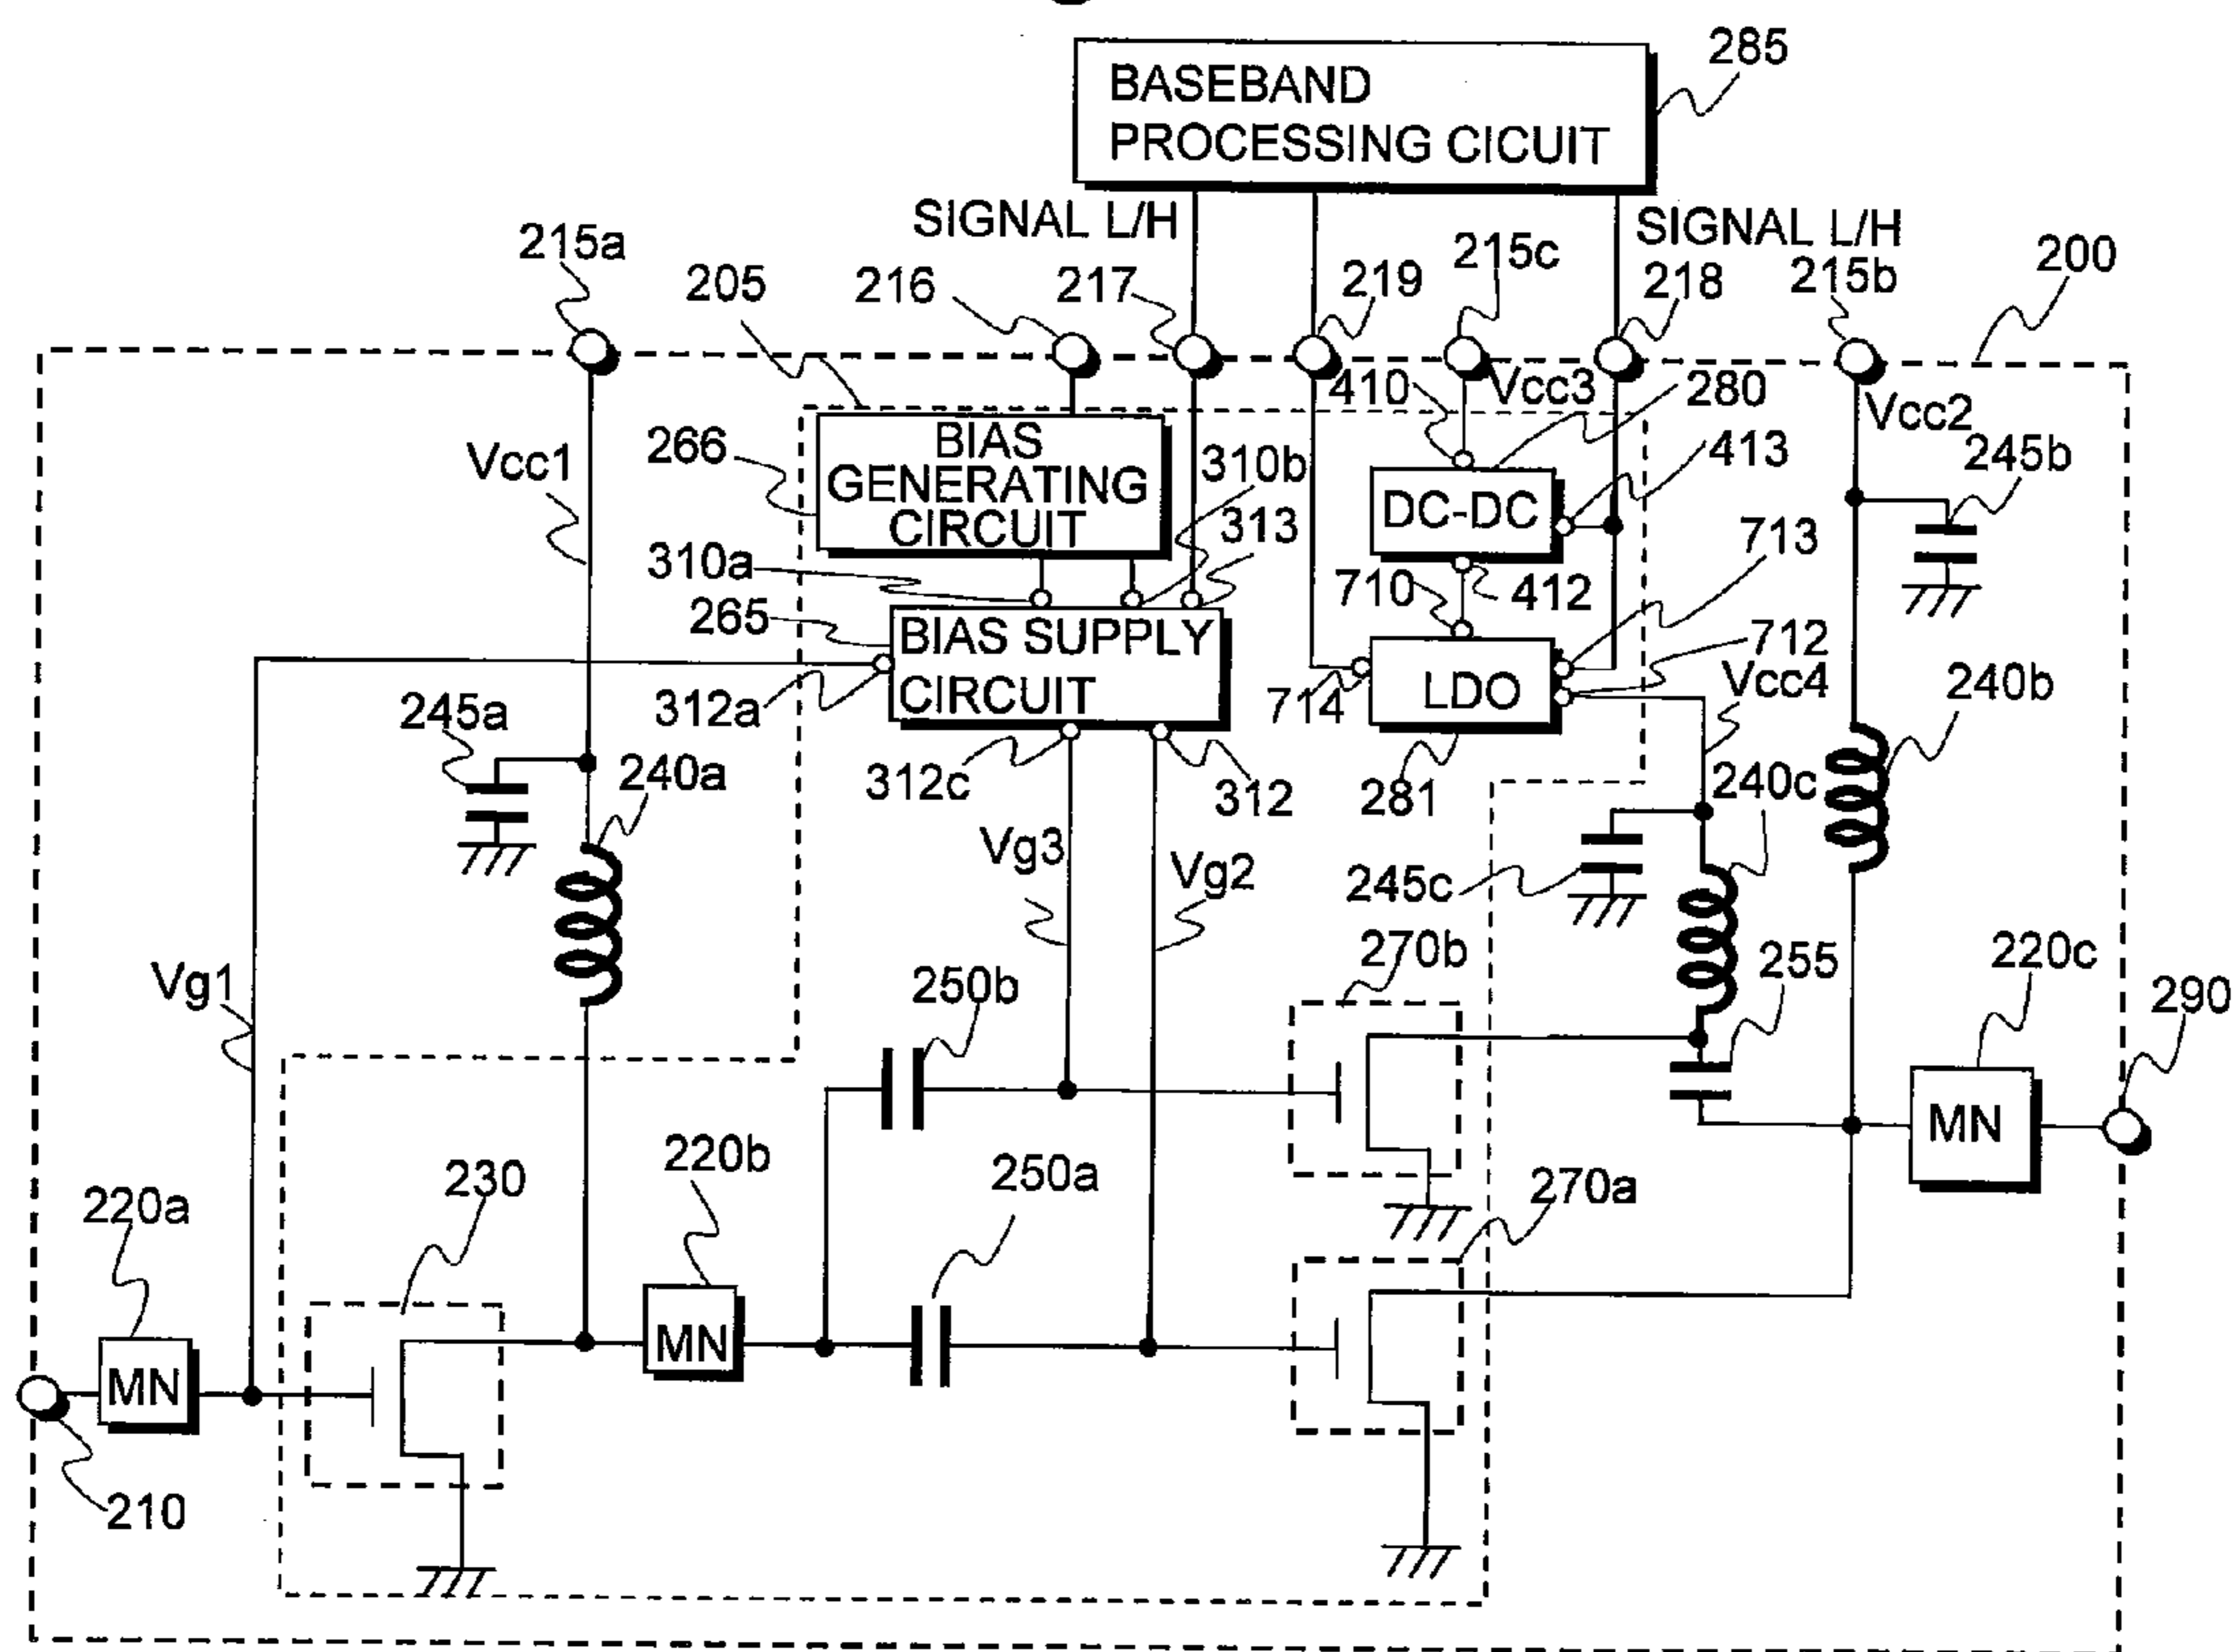 285
BASEBAND
PROCESSING CICUIT
SIGNAL L/H
SIGNAL L/H
215a
205
216
217
219
215c
218
215b
200
410
Vcc3
280
Vcc2
Vcc1
266
BIAS
GENERATING
CIRCUIT
310b
413
245b
DC-DC
313
713
310a
710
412
265
BIAS SUPPLY
CIRCUIT
712
312a
714
LDO
Vcc4
240b
245a
240a
312c
312
281
240c
Vg3
Vg2
245c
270b
255
220c
Vg1
250b
290
MN
220b
250a
230
270a
220a
MN
MN
210